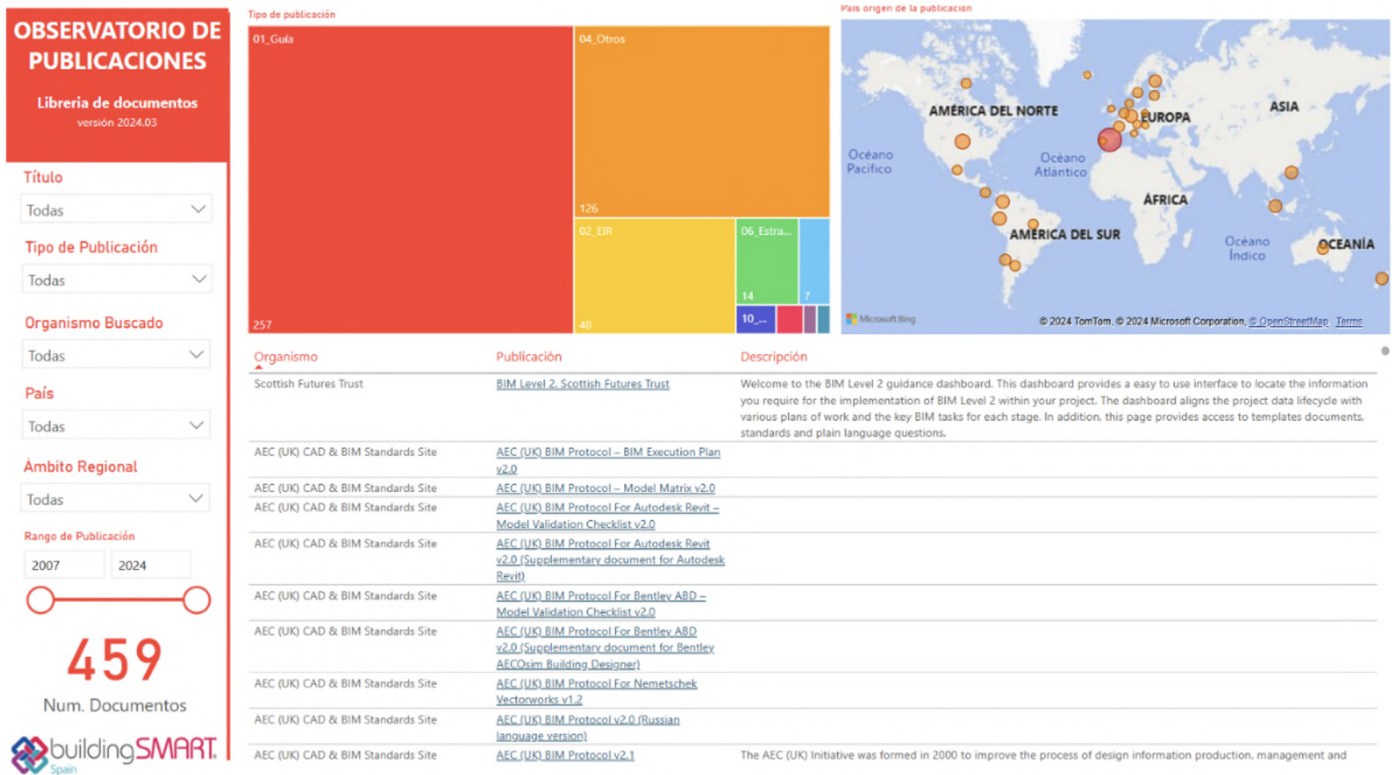 OBSERVATORIO DE
PUBLICACIONES
Libreria de documentos
versión 2024.03
Título
Todas
Tipo de Publicación
Todas
Organismo Buscado
Todas
País
Todas
Ámbito Regional
Todas
Rango de Publicación
2007
2024
459
Num. Documentos
buildingSMART®
Spain
Tipo de publicación
01_Guía
257
04_Otros
126
02_EIR
48
06_Estra...
14
7
10_...
País origen de la publicación
AMÉRICA DEL NORTE
EUROPA
ASIA
Océano
Pacífico
Océano
Atlántico
ÁFRICA
AMÉRICA DEL SUR
Océano
Índico
OCEANÍA
Microsoft Bing
© 2024 TomTom, © 2024 Microsoft Corporation, © OpenStreetMap Terms
Organismo Publicación Descripción
Scottish Futures Trust
BIM Level 2. Scottish Futures Trust
Welcome to the BIM Level 2 guidance dashboard. This dashboard provides a easy to use interface to locate the information
you require for the implementation of BIM Level 2 within your project. The dashboard aligns the project data lifecycle with
various plans of work and the key BIM tasks for each stage. In addition, this page provides access to templates documents,
standards and plain language questions.
AEC (UK) CAD & BIM Standards Site
AEC (UK) BIM Protocol – BIM Execution Plan
v2.0
AEC (UK) CAD & BIM Standards Site
AEC (UK) BIM Protocol – Model Matrix v2.0
AEC (UK) CAD & BIM Standards Site
AEC (UK) BIM Protocol For Autodesk Revit –
Model Validation Checklist v2.0
AEC (UK) CAD & BIM Standards Site
AEC (UK) BIM Protocol For Autodesk Revit
v2.0 (Supplementary document for Autodesk
Revit)
AEC (UK) CAD & BIM Standards Site
AEC (UK) BIM Protocol For Bentley ABD –
Model Validation Checklist v2.0
AEC (UK) CAD & BIM Standards Site
AEC (UK) BIM Protocol For Bentley ABD
v2.0 (Supplementary document for Bentley
AECOsim Building Designer)
AEC (UK) CAD & BIM Standards Site
AEC (UK) BIM Protocol For Nemetschek
Vectorworks v1.2
AEC (UK) CAD & BIM Standards Site
AEC (UK) BIM Protocol v2.0 (Russian
language version)
AEC (UK) CAD & BIM Standards Site
AEC (UK) BIM Protocol v2.1
The AEC (UK) Initiative was formed in 2000 to improve the process of design information production, management and